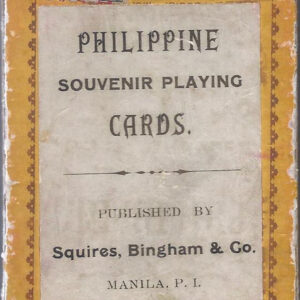 PHILIPPINE
SOUVENIR PLAYING
CARDS.
PUBLISHED BY
Squires, Bingham & Co.
MANILA, P. I.